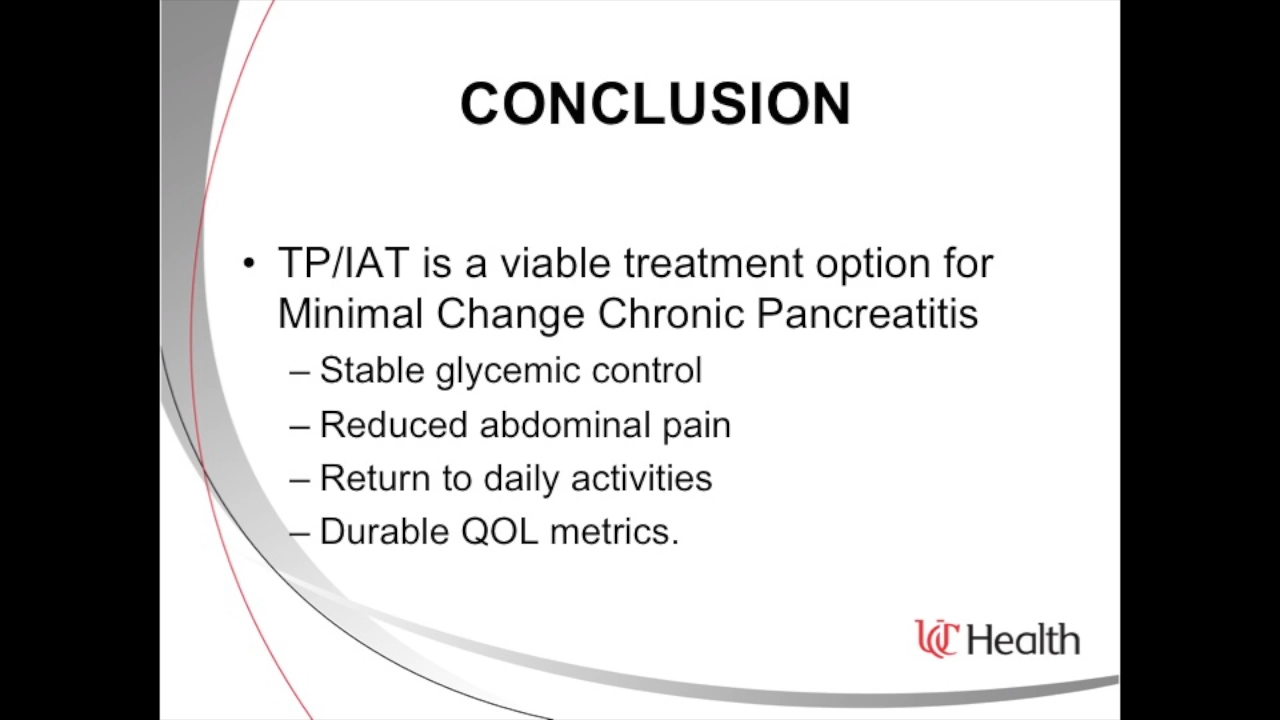 CONCLUSION
• TP/IAT is a viable treatment option for
Minimal Change Chronic Pancreatitis
– Stable glycemic control
– Reduced abdominal pain
– Return to daily activities
– Durable QOL metrics.
UC Health